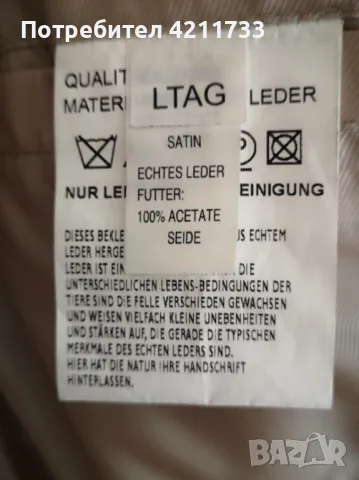 Потребител 4211733
QUALIT
MATER
LEDER
LTAG
SATIN
ECHTES LEDER
FUTTER:
100% ACETATE
SEIDE
NUR LE
EINIGUNG
DIESES BEKLE
US ECHTEM
LEDER HERGE
LEDER IST EIN
DIE
UNTERSCHIEDLICHEN LEBENS-BEDINGUNGEN DER
TIERE SIND DIE FELLE VERSCHIEDEN GEWACHSEN
UND WEISEN VIELFACH KLEINE UNEBENHEITEN
UND STÄRKEN AUF, DIE GERADE DIE TYPISCHEN
MERKMALE DES ECHTEN LEDERS SIND.
HIER HAT DIE NATUR IHRE HANDSCHRIFT
HINTERLASSEN.
BAZAR